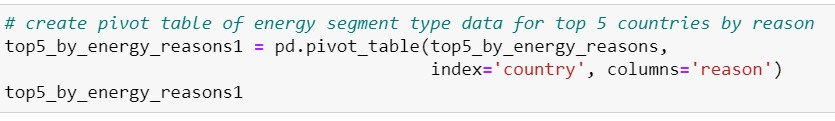 # create pivot table of energy segment type data for top 5 countries by reason
top5_by_energy_reasons1 = pd.pivot_table(top5_by_energy_reasons,
                                         index='country', columns='reason')
top5_by_energy_reasons1